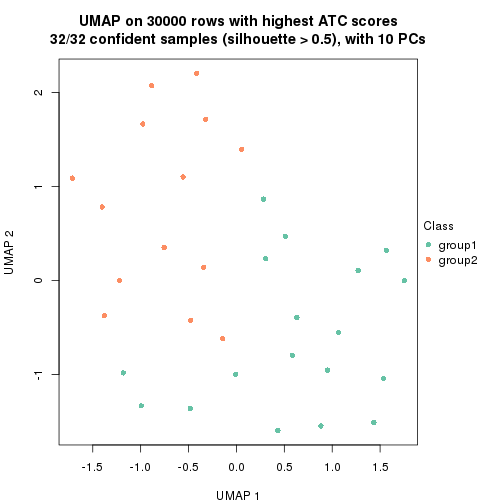 UMAP on 30000 rows with highest ATC scores
32/32 confident samples (silhouette > 0.5), with 10 PCs
2
1
0
-1
UMAP 2
-1.5 -1.0 -0.5 0.0 0.5 1.0 1.5
UMAP 1
Class
group1
group2